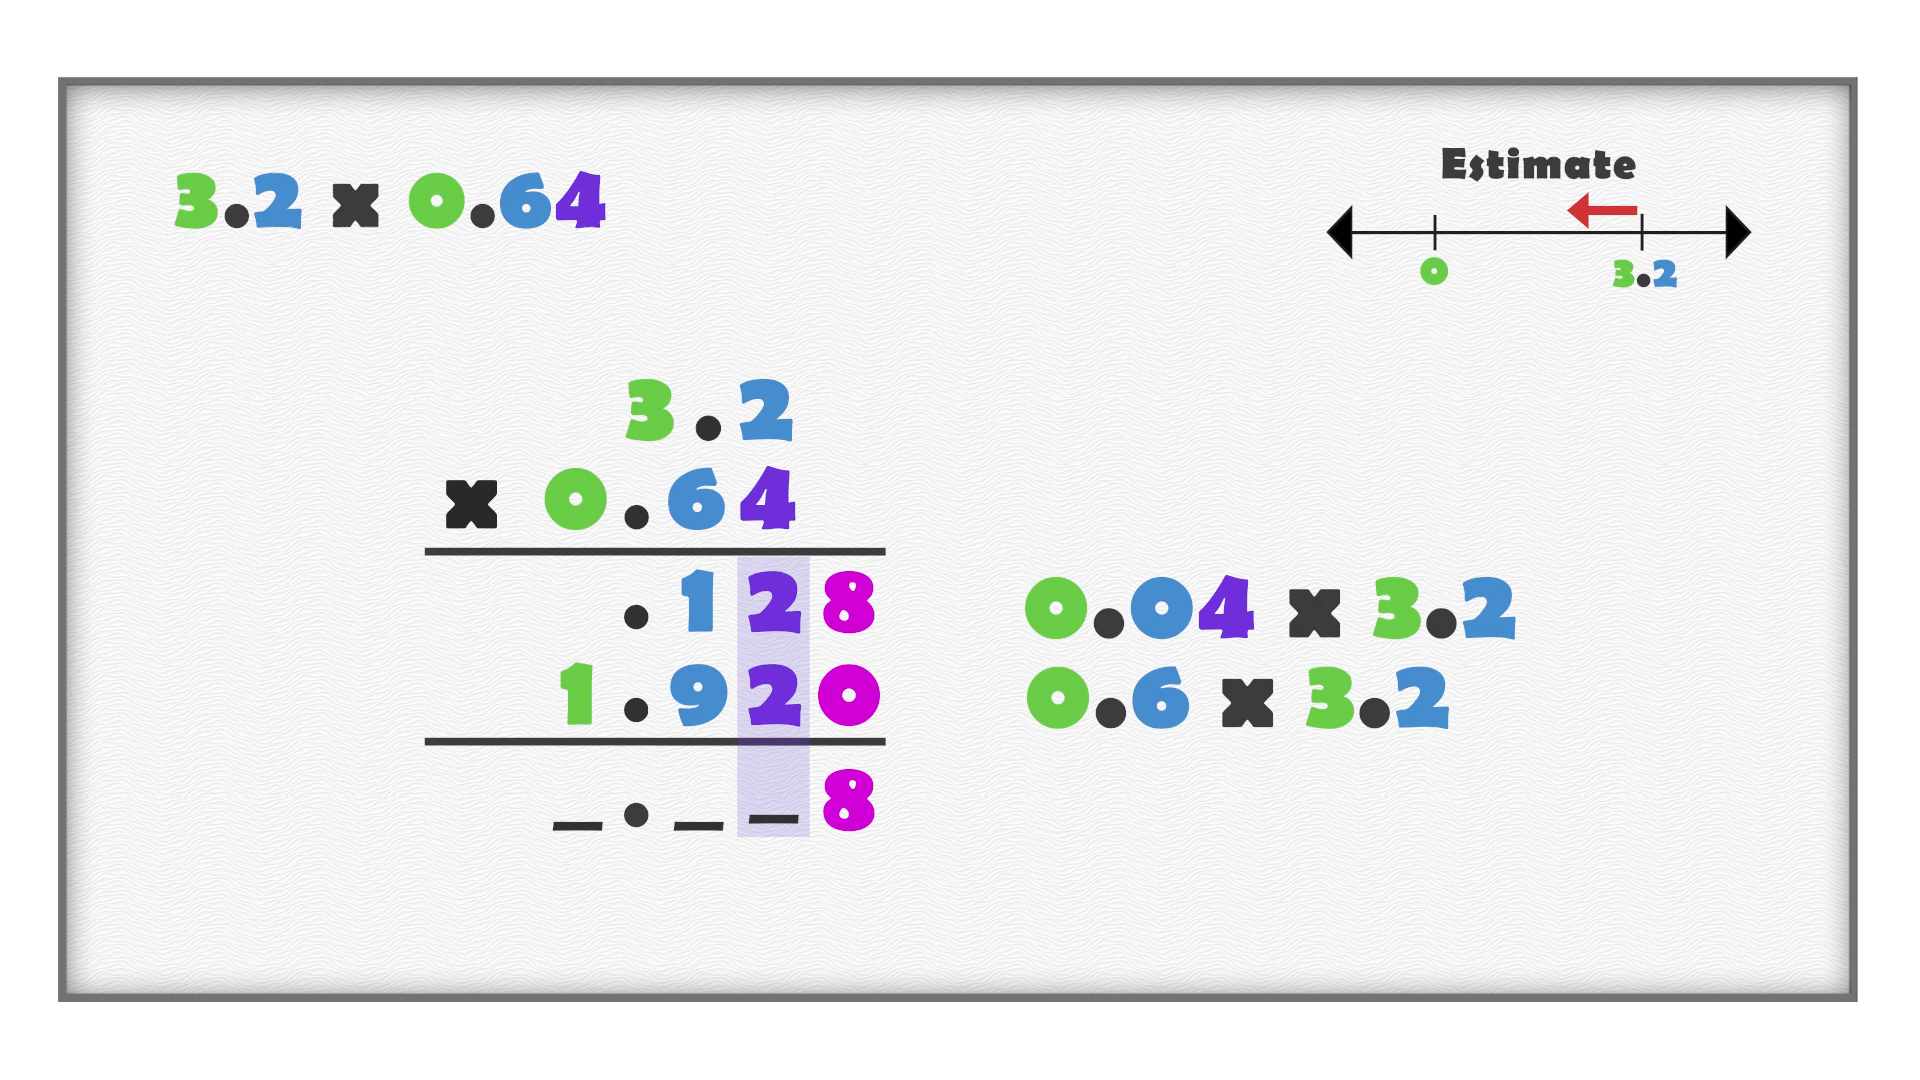 3.2 x 0.64
Estimate
0 3.2
3.2
x 0.64
.128
0.04 x 3.2
1.920
0.6 x 3.2
_._ _8